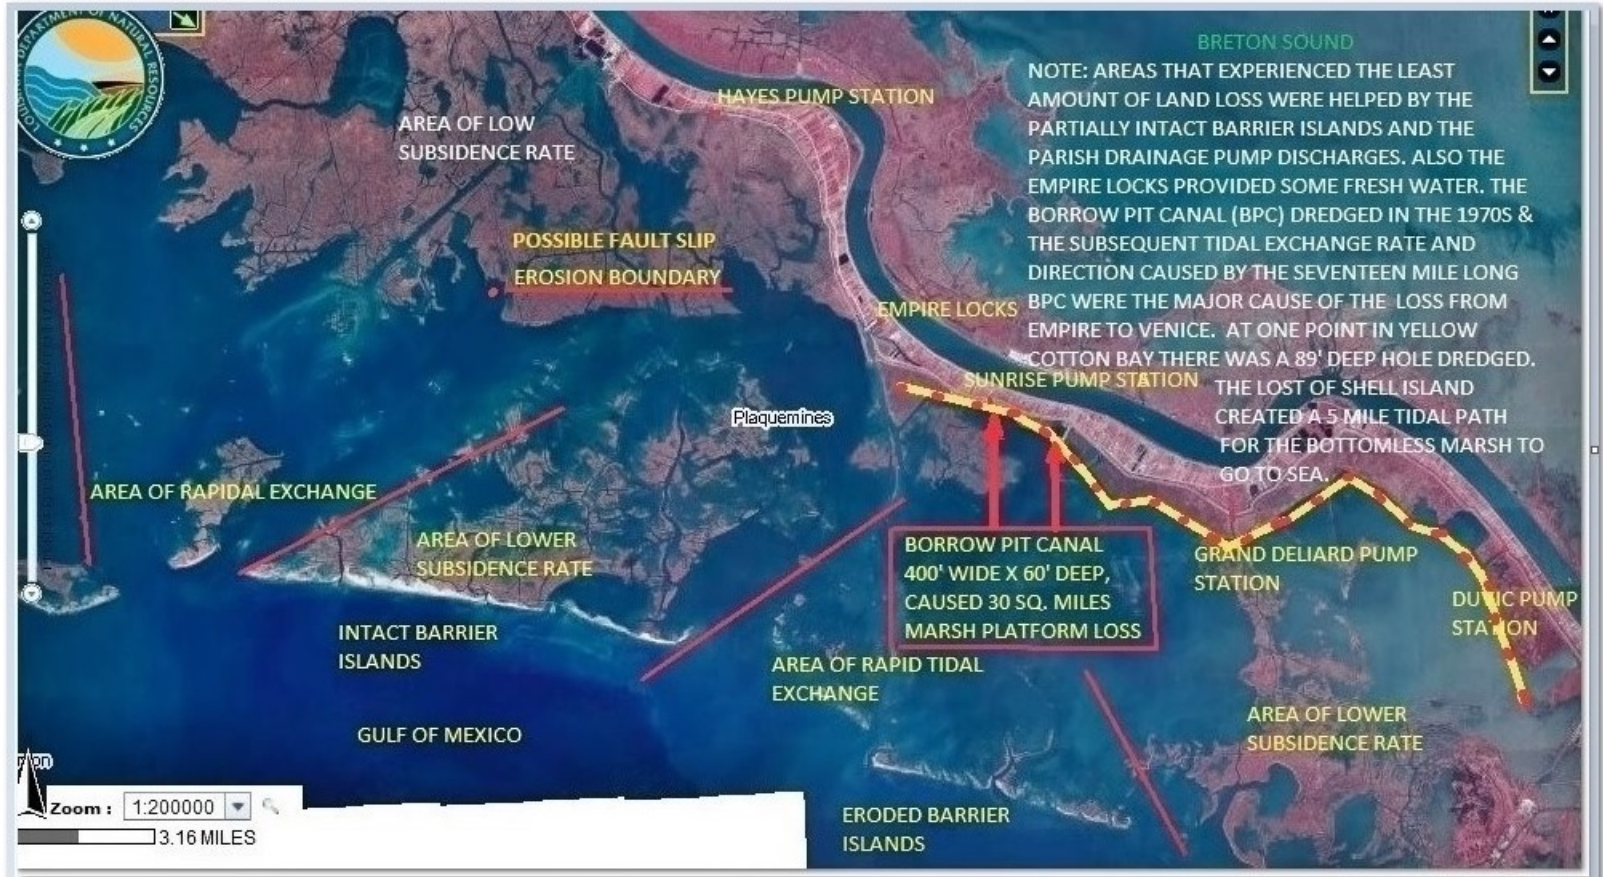 LOUISIANA DEPARTMENT OF NATURAL RESOURCES
BRETON SOUND
NOTE: AREAS THAT EXPERIENCED THE LEAST
AMOUNT OF LAND LOSS WERE HELPED BY THE
PARTIALLY INTACT BARRIER ISLANDS AND THE
PARISH DRAINAGE PUMP DISCHARGES. ALSO THE
EMPIRE LOCKS PROVIDED SOME FRESH WATER. THE
BORROW PIT CANAL (BPC) DREDGED IN THE 1970S &
THE SUBSEQUENT TIDAL EXCHANGE RATE AND
DIRECTION CAUSED BY THE SEVENTEEN MILE LONG
BPC WERE THE MAJOR CAUSE OF THE LOSS FROM
EMPIRE TO VENICE. AT ONE POINT IN YELLOW
COTTON BAY THERE WAS A 89' DEEP HOLE DREDGED.
THE LOST OF SHELL ISLAND
CREATED A 5 MILE TIDAL PATH
FOR THE BOTTOMLESS MARSH TO
GO TO SEA.
HAYES PUMP STATION
AREA OF LOW
SUBSIDENCE RATE
POSSIBLE FAULT SLIP
EROSION BOUNDARY
EMPIRE LOCKS
SUNRISE PUMP STATION
Plaquemines
AREA OF RAPIDAL EXCHANGE
AREA OF LOWER
SUBSIDENCE RATE
BORROW PIT CANAL
400' WIDE X 60' DEEP,
CAUSED 30 SQ. MILES
MARSH PLATFORM LOSS
GRAND DELIARD PUMP
STATION
DUVIC PUMP
STATION
INTACT BARRIER
ISLANDS
AREA OF RAPID TIDAL
EXCHANGE
GULF OF MEXICO
AREA OF LOWER
SUBSIDENCE RATE
ERODED BARRIER
ISLANDS
Zoom : 1:200000
3.16 MILES